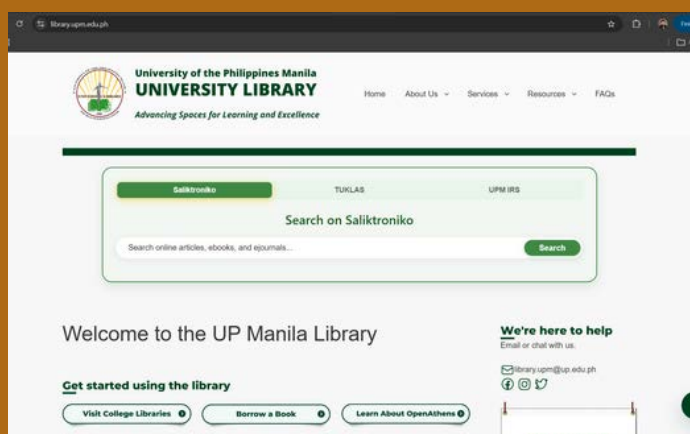 library.upm.edu.ph
University of the Philippines Manila
UNIVERSITY LIBRARY
Advancing Spaces for Learning and Excellence
Home About Us Services Resources FAQs
Saliktroniko TUKLAS UPM IRS
Search on Saliktroniko
Search online articles, ebooks, and ejournals... Search
Welcome to the UP Manila Library
We're here to help
Email or chat with us.
library.upm@up.edu.ph
Get started using the library
Visit College Libraries Borrow a Book Learn About OpenAthens